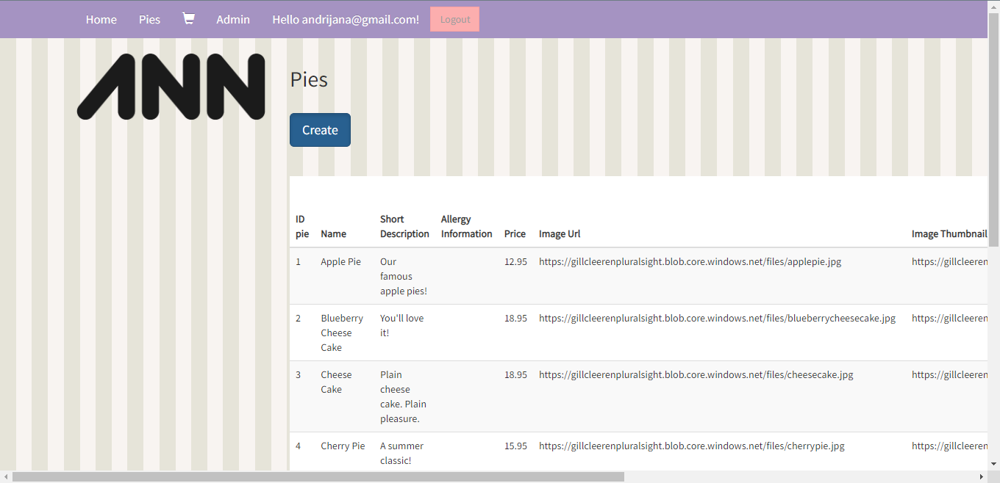 Home Pies Admin Hello andrijana@gmail.com! Logout
ANN
Pies
Create
ID pie Name Short Description Allergy Information Price Image Url Image Thumbnail
1 Apple Pie Our famous apple pies! 12.95 https://gillcleerenpluralsight.blob.core.windows.net/files/applepie.jpg https://gillcleeren
2 Blueberry Cheese Cake You'll love it! 18.95 https://gillcleerenpluralsight.blob.core.windows.net/files/blueberrycheesecake.jpg https://gillcleeren
3 Cheese Cake Plain cheese cake. Plain pleasure. 18.95 https://gillcleerenpluralsight.blob.core.windows.net/files/cheesecake.jpg https://gillcleeren
4 Cherry Pie A summer classic! 15.95 https://gillcleerenpluralsight.blob.core.windows.net/files/cherrypie.jpg https://gillcleeren